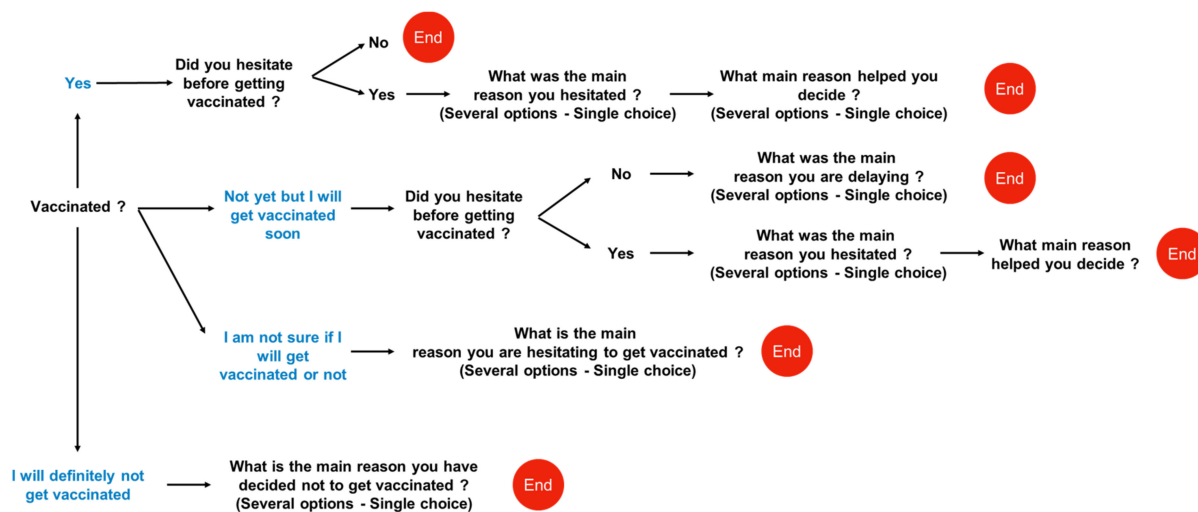 No
End
Did you hesitate
before getting
vaccinated ?
Yes
Yes
What was the main
reason you hesitated ?
(Several options - Single choice)
What main reason helped you
decide ?
(Several options - Single choice)
End
Vaccinated ?
Not yet but I will
get vaccinated
soon
Did you hesitate
before getting
vaccinated ?
No
What was the main
reason you are delaying ?
(Several options - Single choice)
End
Yes
What was the main
reason you hesitated ?
(Several options - Single choice)
What main reason
helped you decide ?
End
I am not sure if I
will get
vaccinated or not
What is the main
reason you are hesitating to get vaccinated ?
(Several options - Single choice)
End
I will definitely not
get vaccinated
What is the main reason you have
decided not to get vaccinated ?
(Several options - Single choice)
End